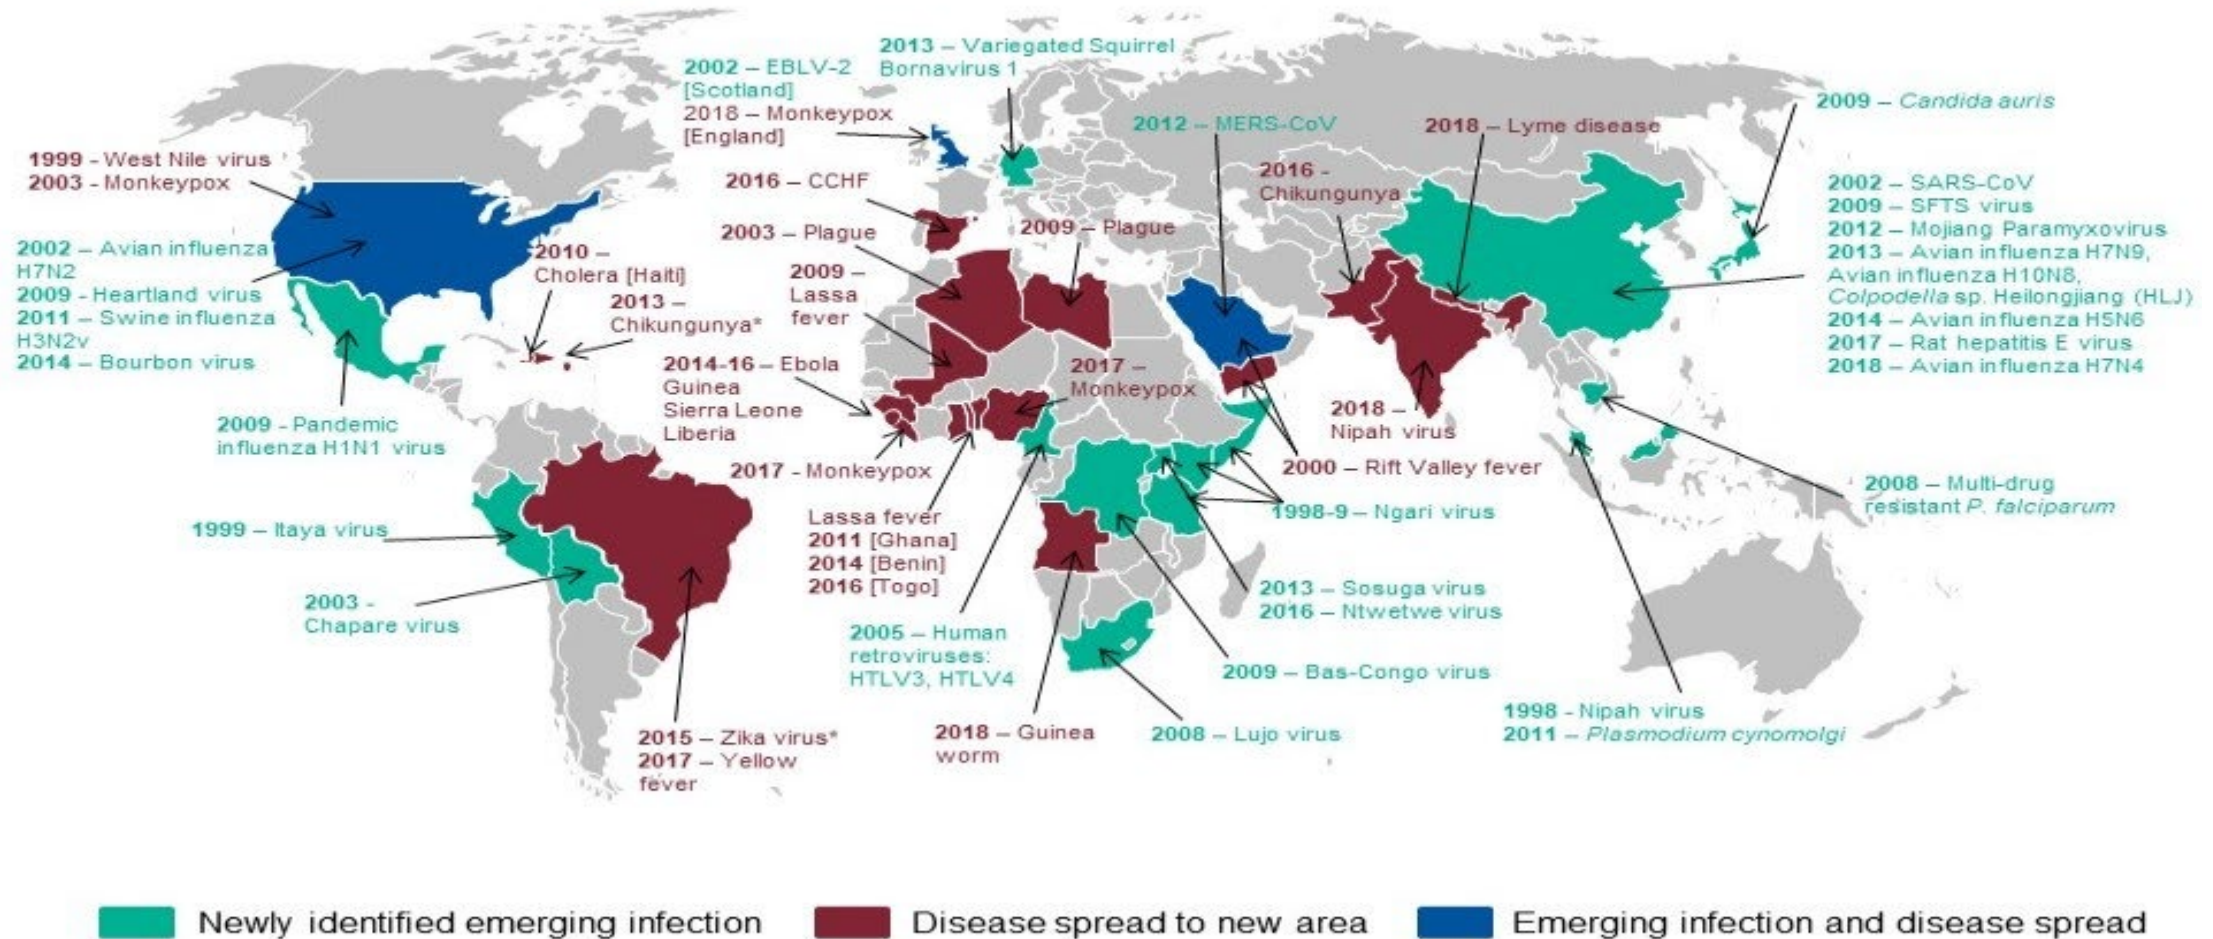 2013 – Variegated Squirrel
Bornavirus 1
2002 – EBLV-2
[Scotland]
2018 – Monkeypox
[England]
2012 – MERS-CoV
2018 – Lyme disease
2009 – Candida auris
1999 - West Nile virus
2003 - Monkeypox
2016 – CCHF
2016 -
Chikungunya
2002 – SARS-CoV
2009 – SFTS virus
2012 – Mojiang Paramyxovirus
2013 – Avian influenza H7N9,
Avian influenza H10N8,
Colpodella sp. Heilongjiang (HLJ)
2014 – Avian influenza H5N6
2017 – Rat hepatitis E virus
2018 – Avian influenza H7N4
2003 – Plague
2009 – Plague
2002 – Avian influenza
H7N2
2009 - Heartland virus
2011 – Swine influenza
H3N2v
2014 – Bourbon virus
2010 –
Cholera [Haiti]
2013 –
Chikungunya*
2009 –
Lassa
fever
2014-16 – Ebola
Guinea
Sierra Leone
Liberia
2017 –
Monkeypox
2018 –
Nipah virus
2009 - Pandemic
influenza H1N1 virus
2017 - Monkeypox
2000 – Rift Valley fever
2008 – Multi-drug
resistant P. falciparum
1999 – Itaya virus
Lassa fever
2011 [Ghana]
2014 [Benin]
2016 [Togo]
1998-9 – Ngari virus
2003 -
Chapare virus
2013 – Sosuga virus
2016 – Ntwetwe virus
2005 – Human
retroviruses:
HTLV3, HTLV4
2009 – Bas-Congo virus
1998 - Nipah virus
2011 – Plasmodium cynomolgi
2015 – Zika virus*
2017 – Yellow
fever
2018 – Guinea
worm
2008 – Lujo virus
Newly identified emerging infection
Disease spread to new area
Emerging infection and disease spread